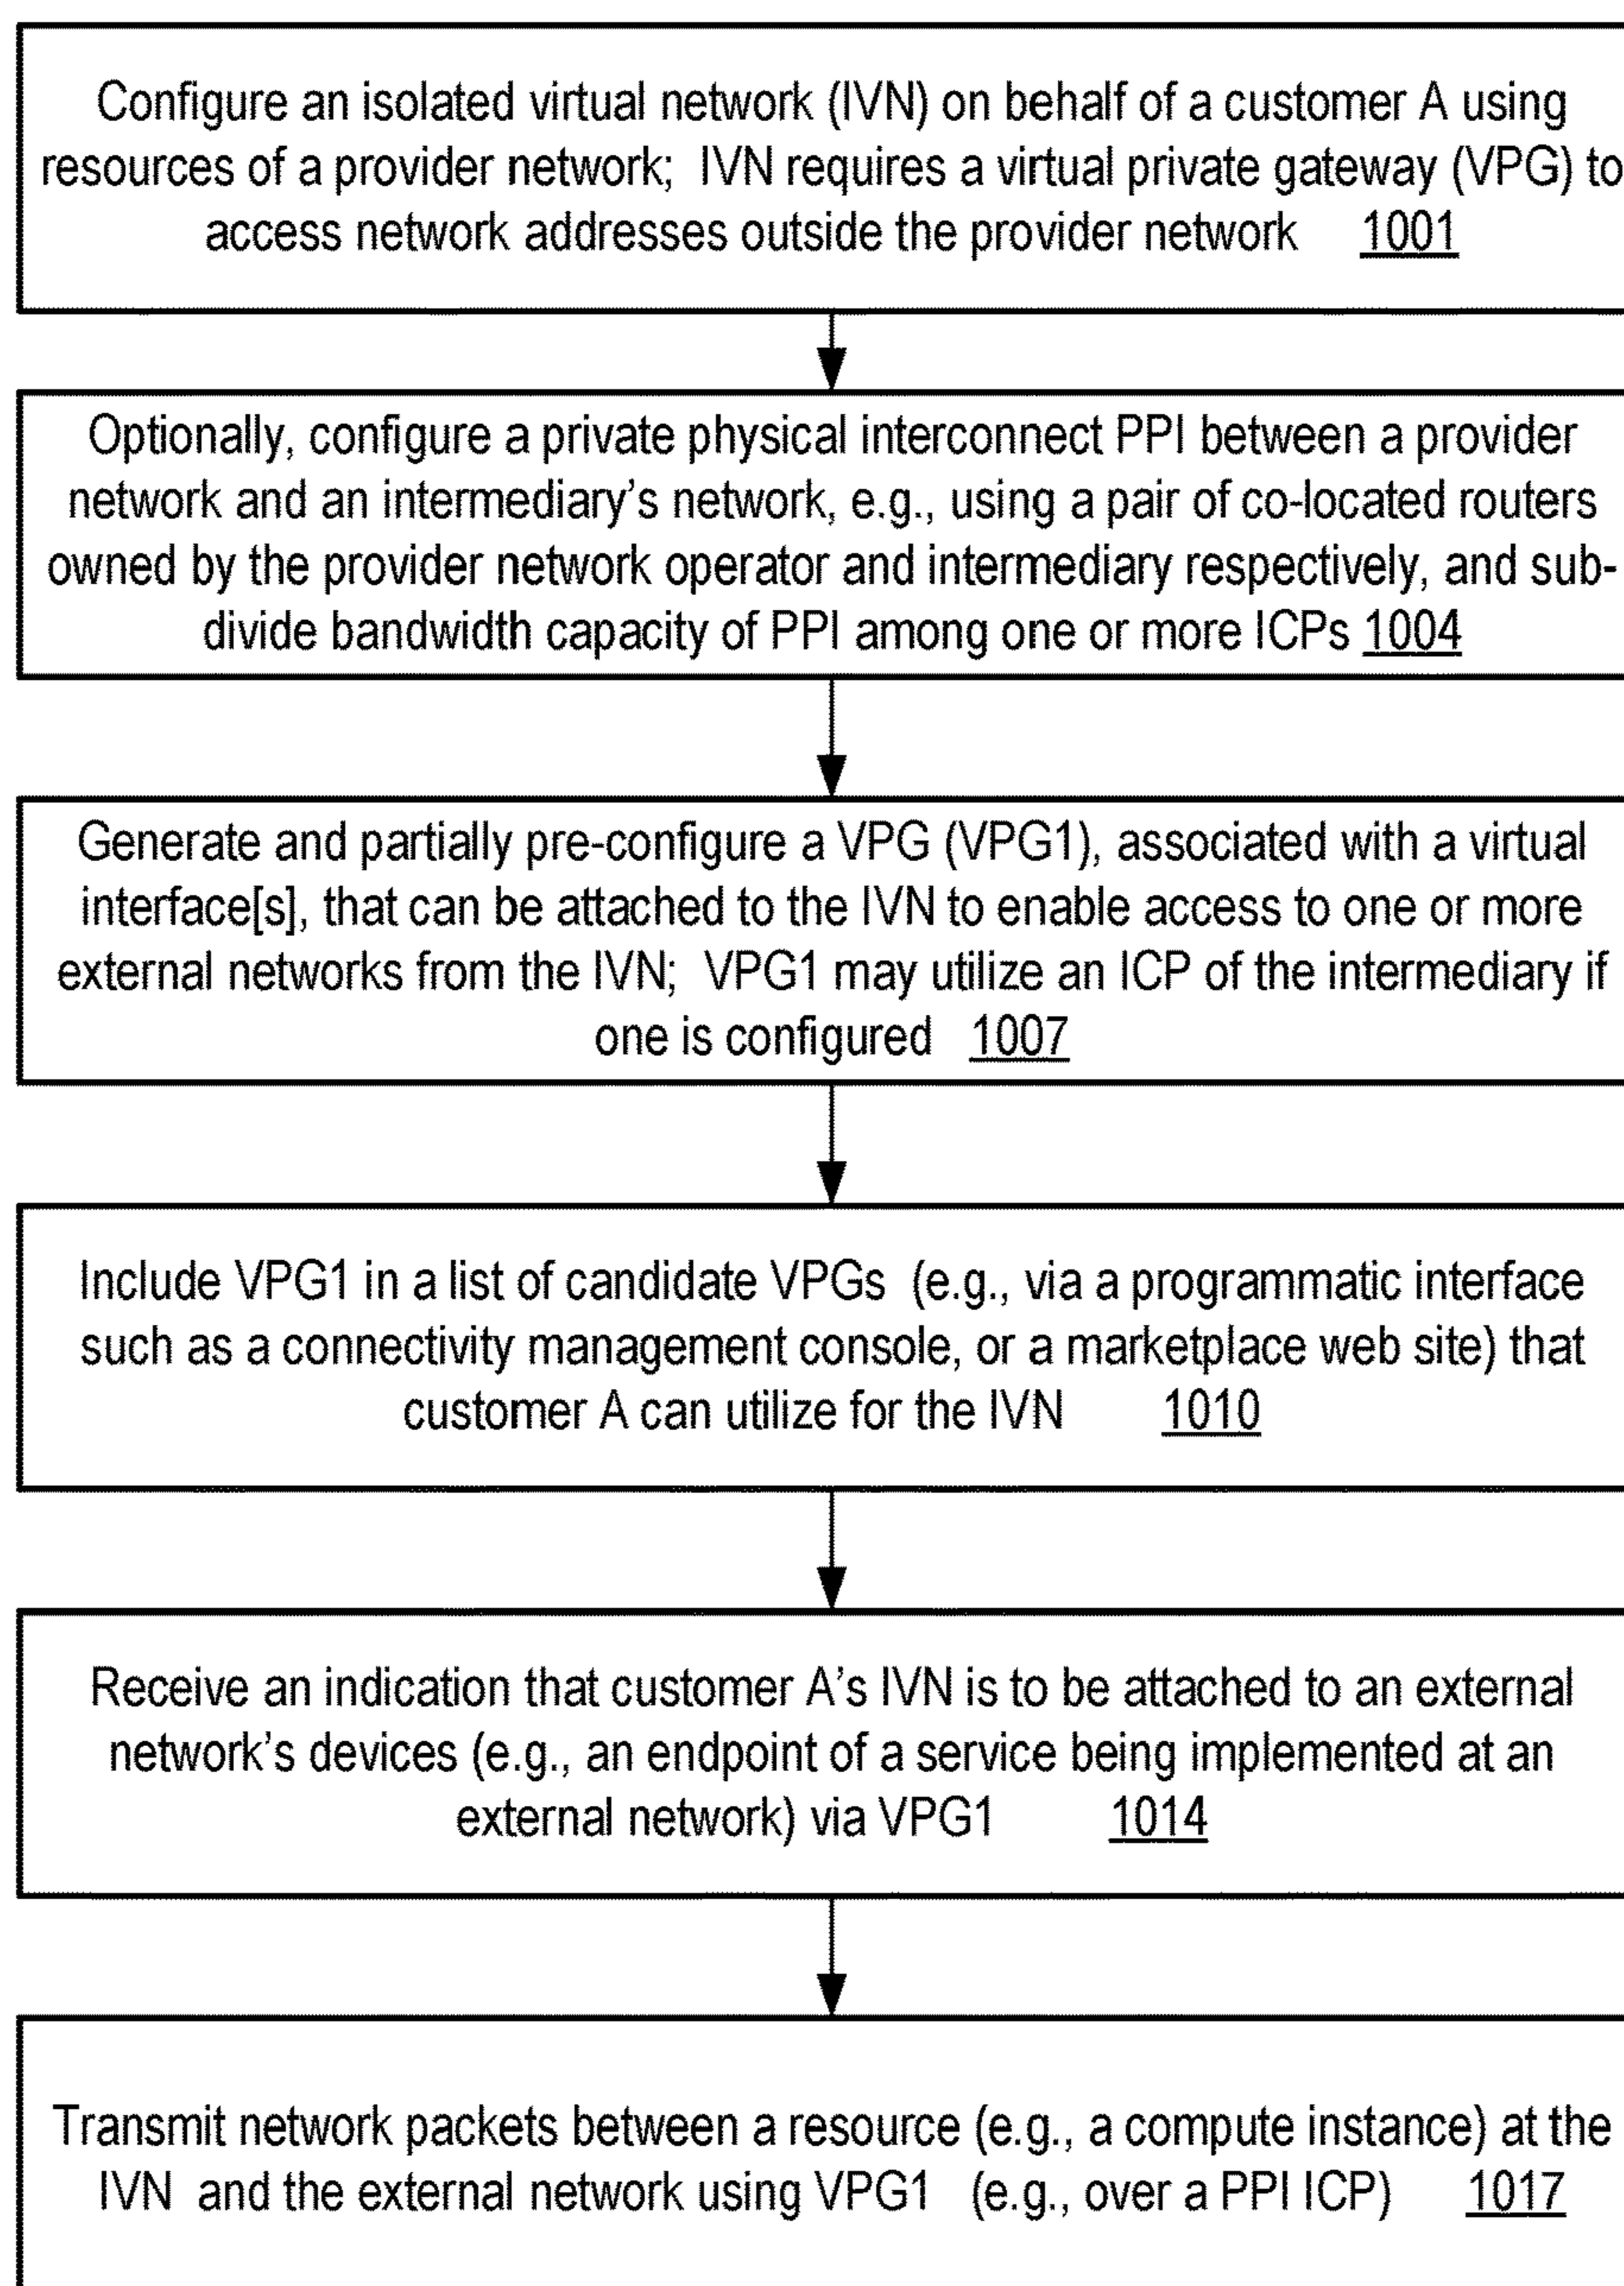 Configure an isolated virtual network (IVN) on behalf of a customer A using
resources of a provider network;  IVN requires a virtual private gateway (VPG) to
access network addresses outside the provider network 1001
Optionally, configure a private physical interconnect PPI between a provider
network and an intermediary's network, e.g., using a pair of co-located routers
owned by the provider network operator and intermediary respectively, and sub-
divide bandwidth capacity of PPI among one or more ICPs 1004
Generate and partially pre-configure a VPG (VPG1), associated with a virtual
interface[s], that can be attached to the IVN to enable access to one or more
external networks from the IVN;  VPG1 may utilize an ICP of the intermediary if
one is configured 1007
Include VPG1 in a list of candidate VPGs  (e.g., via a programmatic interface
such as a connectivity management console, or a marketplace web site) that
customer A can utilize for the IVN 1010
Receive an indication that customer A's IVN is to be attached to an external
network's devices (e.g., an endpoint of a service being implemented at an
external network) via VPG1 1014
Transmit network packets between a resource (e.g., a compute instance) at the
IVN  and the external network using VPG1  (e.g., over a PPI ICP) 1017